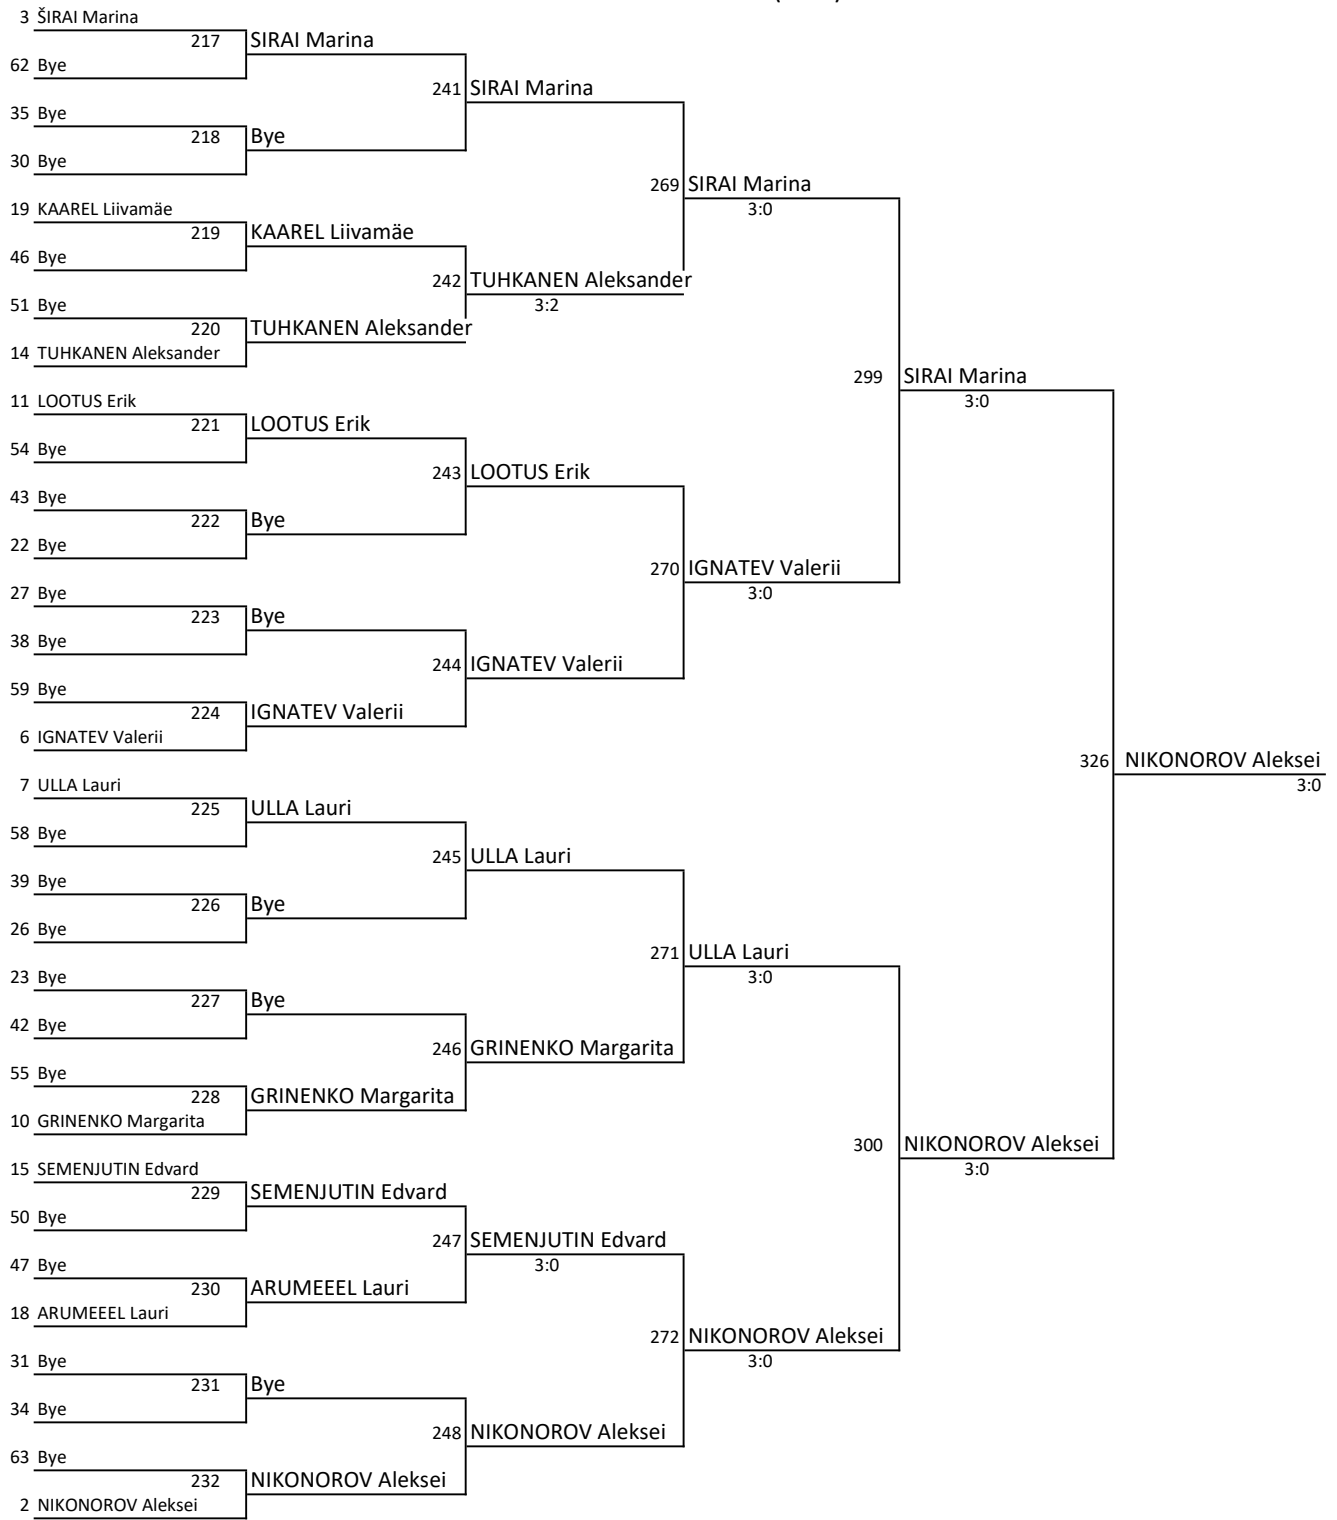 3 ŠIRAI Marina
217 SIRAI Marina
62 Bye
241 SIRAI Marina
35 Bye
218 Bye
30 Bye
269 SIRAI Marina
3:0
19 KAAREL Liivamäe
219 KAAREL Liivamäe
46 Bye
242 TUHKANEN Aleksander
3:2
51 Bye
220 TUHKANEN Aleksander
14 TUHKANEN Aleksander
299 SIRAI Marina
3:0
11 LOOTUS Erik
221 LOOTUS Erik
54 Bye
243 LOOTUS Erik
43 Bye
222 Bye
22 Bye
270 IGNATEV Valerii
3:0
27 Bye
223 Bye
38 Bye
244 IGNATEV Valerii
59 Bye
224 IGNATEV Valerii
6 IGNATEV Valerii
326 NIKONOROV Aleksei
3:0
7 ULLA Lauri
225 ULLA Lauri
58 Bye
245 ULLA Lauri
39 Bye
226 Bye
26 Bye
271 ULLA Lauri
3:0
23 Bye
227 Bye
42 Bye
246 GRINENKO Margarita
55 Bye
228 GRINENKO Margarita
10 GRINENKO Margarita
300 NIKONOROV Aleksei
3:0
15 SEMENJUTIN Edvard
229 SEMENJUTIN Edvard
50 Bye
247 SEMENJUTIN Edvard
3:0
47 Bye
230 ARUMEEEL Lauri
18 ARUMEEEL Lauri
272 NIKONOROV Aleksei
3:0
31 Bye
231 Bye
34 Bye
248 NIKONOROV Aleksei
63 Bye
232 NIKONOROV Aleksei
2 NIKONOROV Aleksei